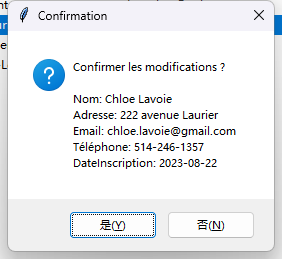 Confirmation
Confirmer les modifications ?
Nom: Chloe Lavoie
Adresse: 222 avenue Laurier
Email: chloe.lavoie@gmail.com
Téléphone: 514-246-1357
DateInscription: 2023-08-22
是(Y)
否(N)